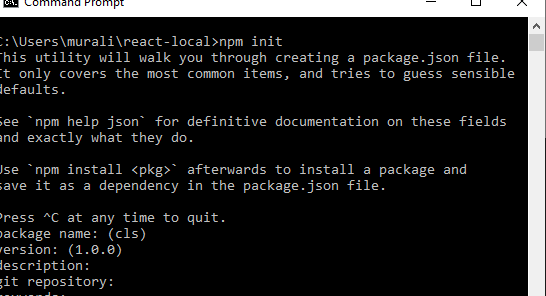 Command Prompt
C:\Users\murali\react-local>npm init
This utility will walk you through creating a package.json file.
It only covers the most common items, and tries to guess sensible
defaults.
See `npm help json` for definitive documentation on these fields
and exactly what they do.
Use `npm install <pkg>` afterwards to install a package and
save it as a dependency in the package.json file.
Press ^C at any time to quit.
package name: (cls)
version: (1.0.0)
description:
git repository:
keywords: